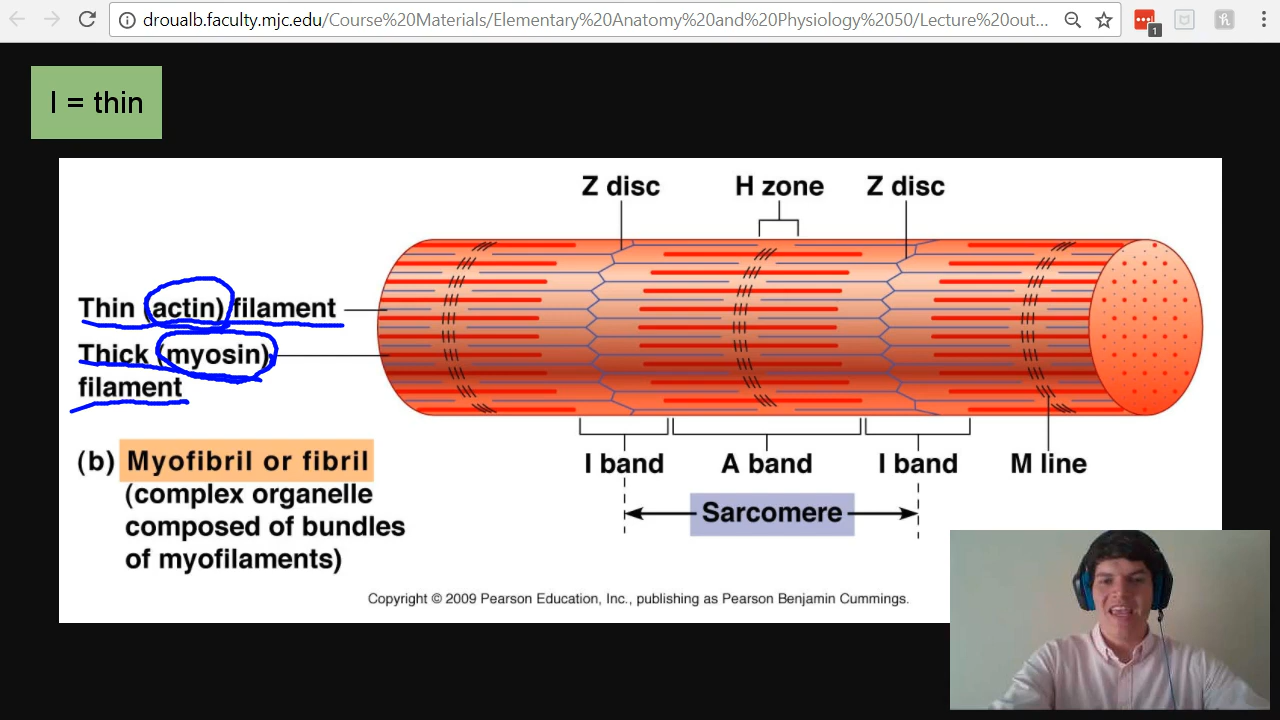 droualb.faculty.mjc.edu/Course%20Materials/Elementary%20Anatomy%20and%20Physiology%2050/Lecture%20out...
1
I = thin
Z disc
H zone
Z disc
Thin (actin) filament
Thick (myosin)
filament
I band
A band
I band
M line
Sarcomere
(b) Myofibril or fibril
(complex organelle
composed of bundles
of myofilaments)
Copyright © 2009 Pearson Education, Inc., publishing as Pearson Benjamin Cummings.